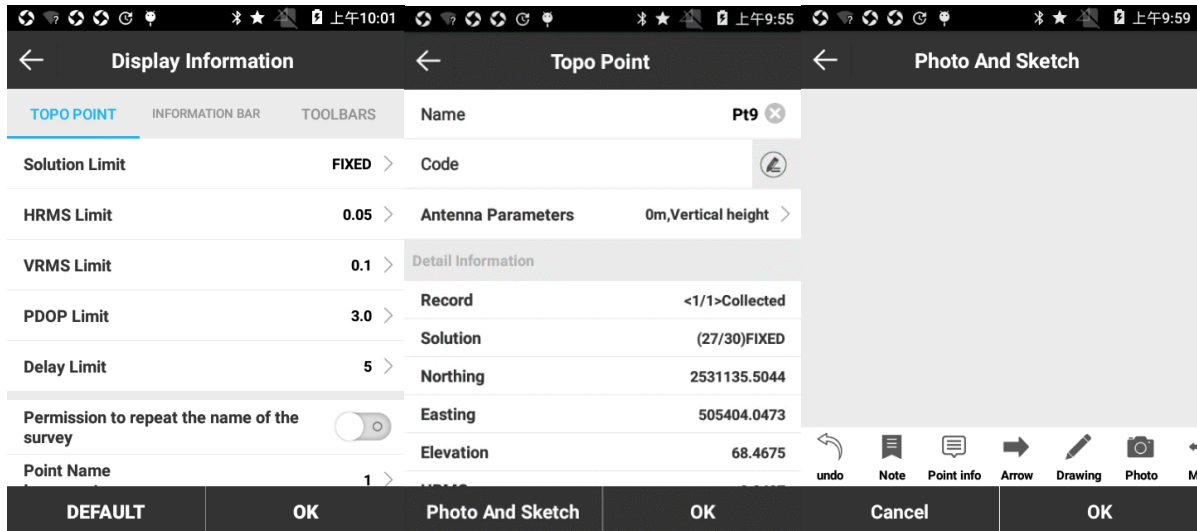 上午10:01
Display Information
TOPO POINT INFORMATION BAR TOOLBARS
Solution Limit FIXED
HRMS Limit 0.05
VRMS Limit 0.1
PDOP Limit 3.0
Delay Limit 5
Permission to repeat the name of the
survey
Point Name 1
DEFAULT OK
上午9:55
Topo Point
Name Pt9
Code
Antenna Parameters 0m,Vertical height
Detail Information
Record <1/1>Collected
Solution (27/30)FIXED
Northing 2531135.5044
Easting 505404.0473
Elevation 68.4675
Photo And Sketch OK
上午9:59
Photo And Sketch
undo Note Point info Arrow Drawing Photo
Cancel OK